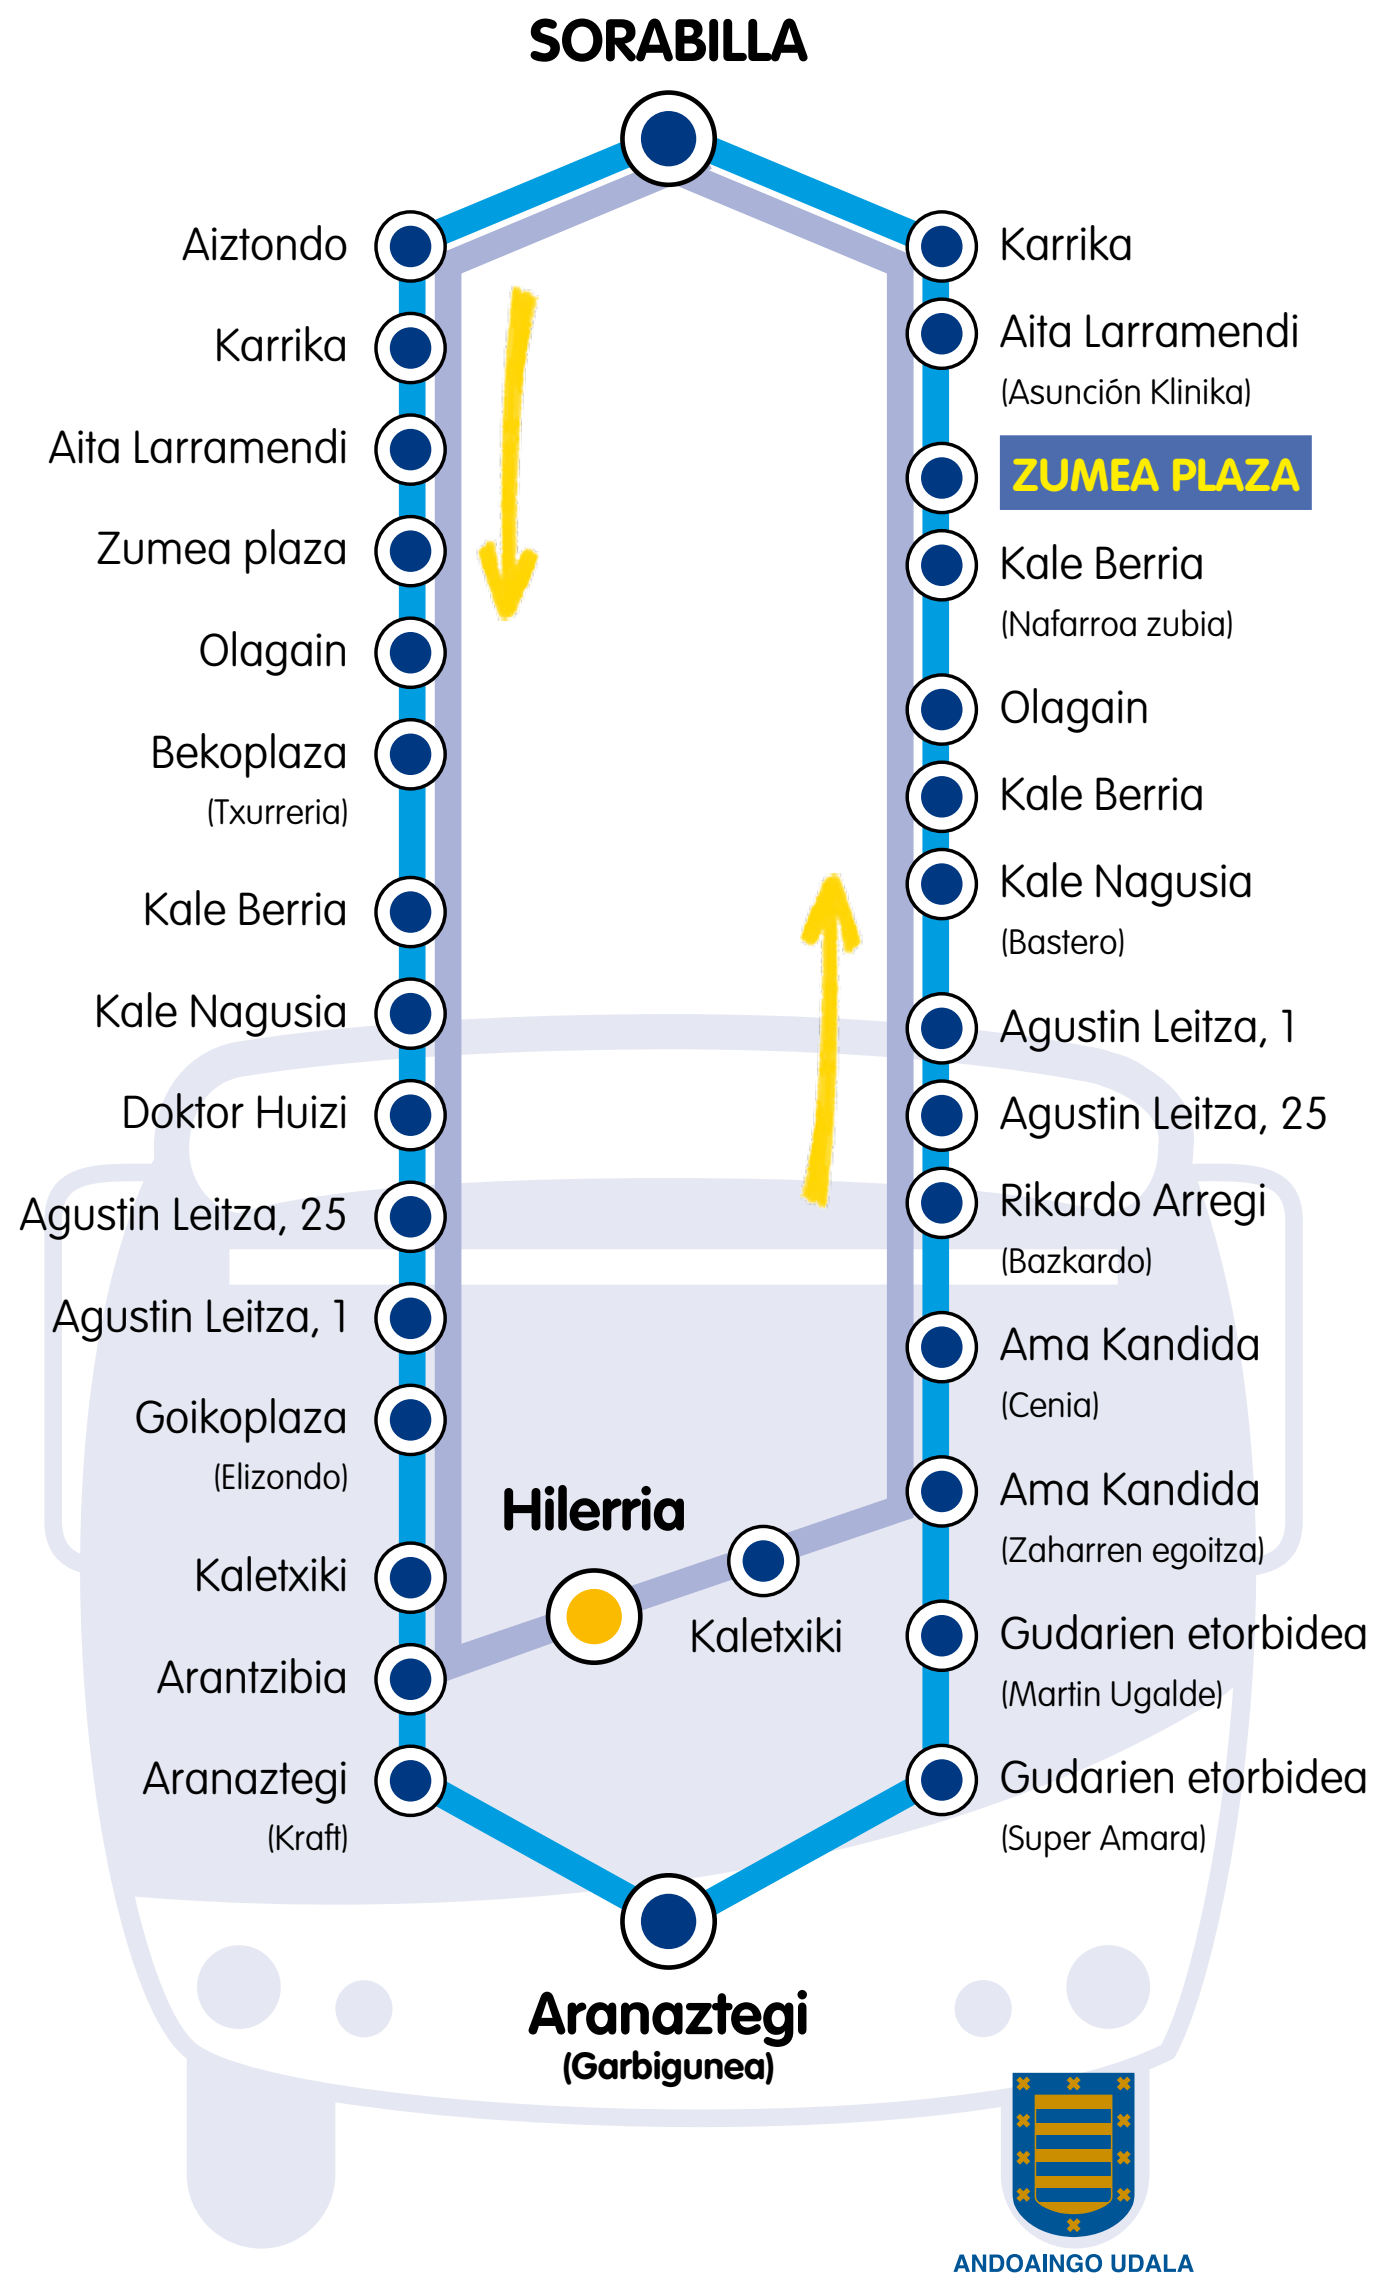 SORABILLA
Aiztondo
Karrika
Aita Larramendi
Zumea plaza
Olagain
Bekoplaza
(Txurreria)
Kale Berria
Kale Nagusia
Doktor Huizi
Agustin Leitza, 25
Agustin Leitza, 1
Goikoplaza
(Elizondo)
Kaletxiki
Arantzibia
Aranaztegi
(Kraft)
Hilerria
Kaletxiki
Karrika
Aita Larramendi
(Asunción Klinika)
ZUMEA PLAZA
Kale Berria
(Nafarroa zubia)
Olagain
Kale Berria
Kale Nagusia
(Bastero)
Agustin Leitza, 1
Agustin Leitza, 25
Rikardo Arregi
(Bazkardo)
Ama Kandida
(Cenia)
Ama Kandida
(Zaharren egoitza)
Gudarien etorbidea
(Martin Ugalde)
Gudarien etorbidea
(Super Amara)
Aranaztegi
(Garbigunea)
ANDOAINGO UDALA